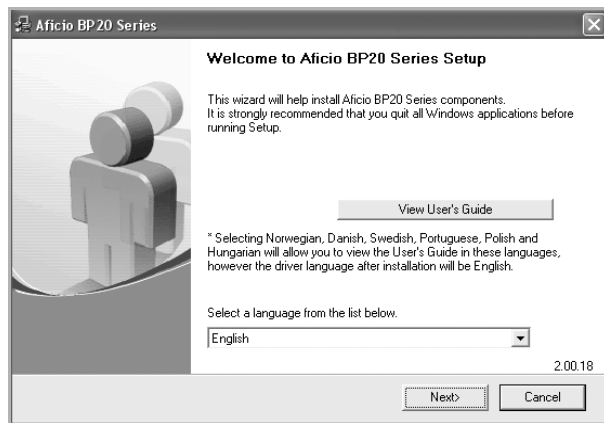 Aficio BP20 Series
Welcome to Aficio BP20 Series Setup
This wizard will help install Aficio BP20 Series components.
It is strongly recommended that you quit all Windows applications before
running Setup.
View User's Guide
* Selecting Norwegian, Danish, Swedish, Portuguese, Polish and
Hungarian will allow you to view the User's Guide in these languages,
however the driver language after installation will be English.
Select a language from the list below.
English
2.00.18
Next>
Cancel